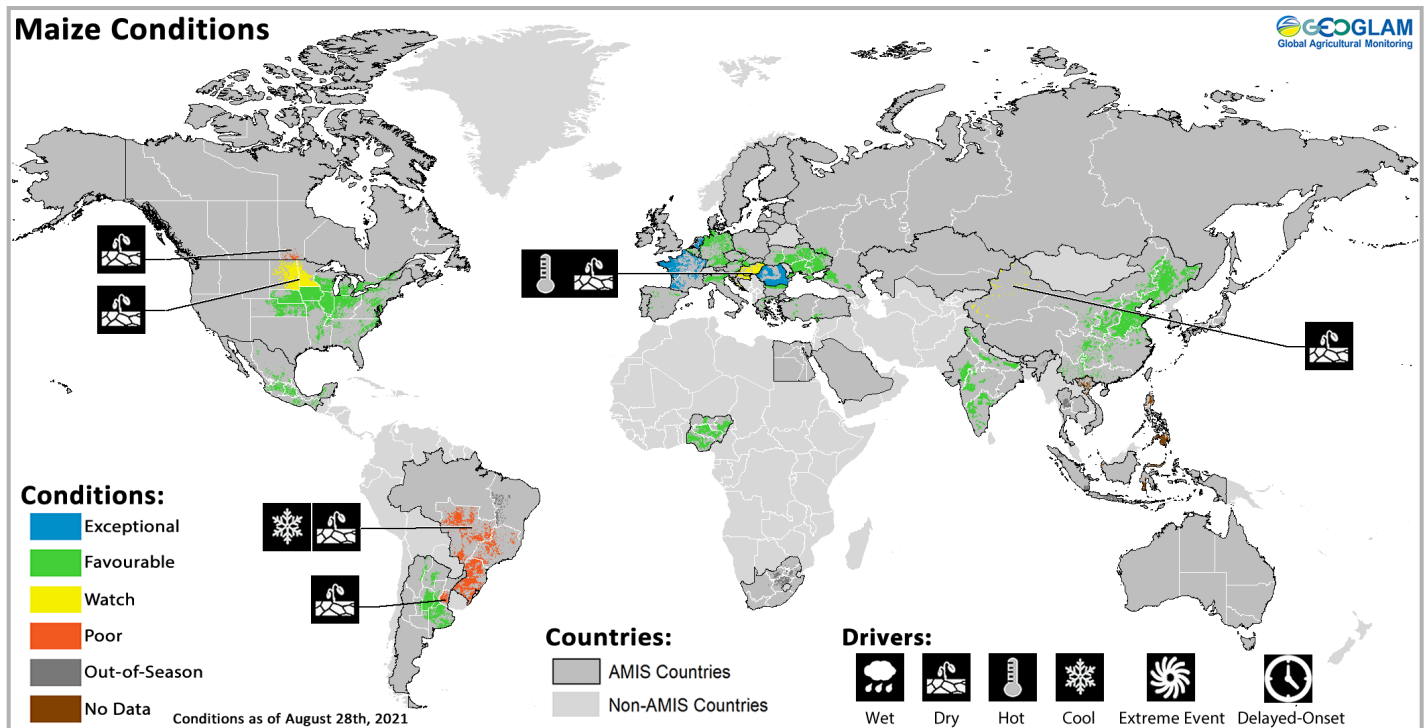 Maize Conditions
GEOGLAM
Global Agricultural Monitoring
Conditions:
Exceptional
Favourable
Watch
Poor
Out-of-Season
No Data
Conditions as of August 28th, 2021
Countries:
AMIS Countries
Non-AMIS Countries
Drivers:
Wet
Dry
Hot
Cool
Extreme Event
Delayed-Onset